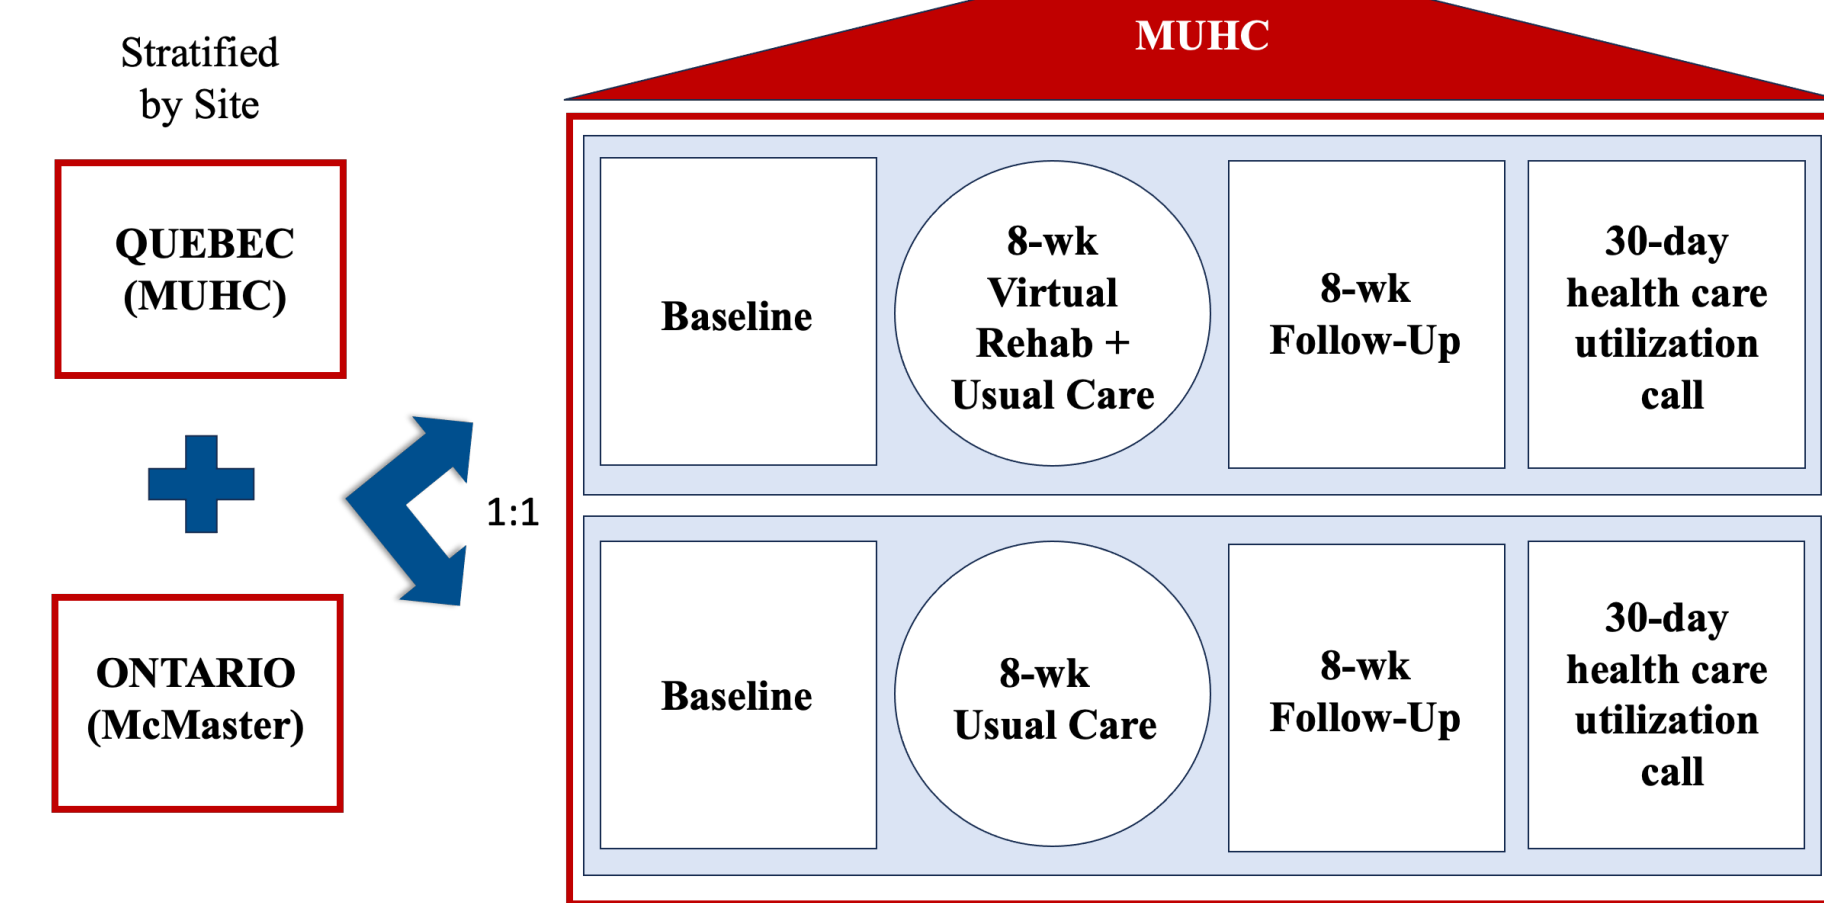 Stratified
by Site
QUEBEC
(MUHC)
ONTARIO
(McMaster)
1:1
MUHC
Baseline
8-wk
Virtual
Rehab +
Usual Care
8-wk
Follow-Up
30-day
health care
utilization
call
Baseline
8-wk
Usual Care
8-wk
Follow-Up
30-day
health care
utilization
call